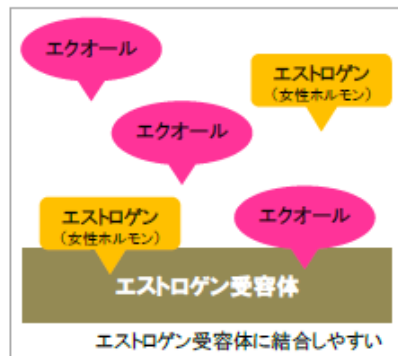 エクオール
エストロゲン
（女性ホルモン）
エクオール
エストロゲン
（女性ホルモン）
エクオール
エストロゲン受容体
エストロゲン受容体に結合しやすい